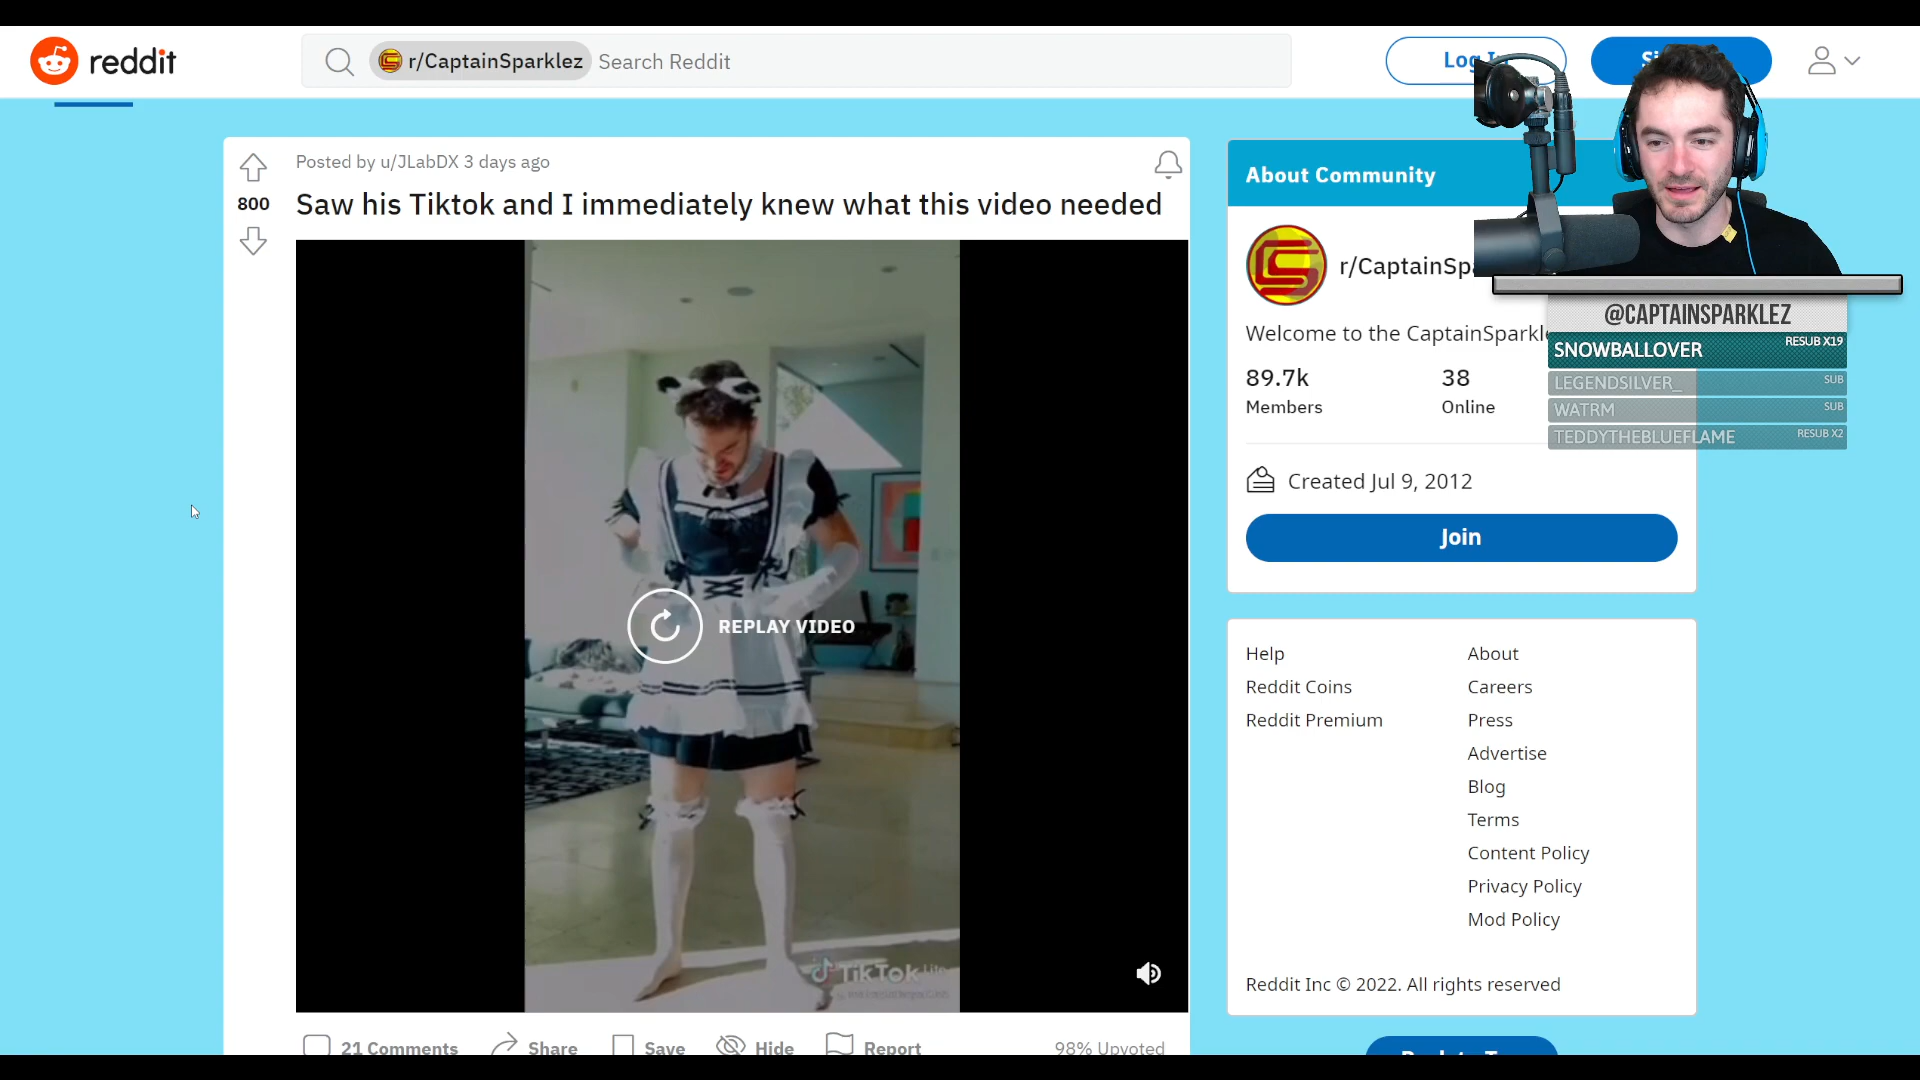 reddit
r/CaptainSparklez Search Reddit
Posted by u/JLabDX 3 days ago
800
Saw his Tiktok and I immediately knew what this video needed
REPLAY VIDEO
TikTok Lite
21 Comments
Share
Save
Hide
Report
98% Upvoted
About Community
Welcome to the
89.7k
38
Members
Online
Created Jul 9, 2012
Join
Help
About
Reddit Coins
Careers
Reddit Premium
Press
Advertise
Blog
Terms
Content Policy
Privacy Policy
Mod Policy
Reddit Inc © 2022. All rights reserved
@CAPTAINSPARKLEZ
SNOWBALLOVER RESUB X19
LEGENDSILVER_ SUB
WATRM SUB
TEDDYTHEBLUEFLAME RESUB X2